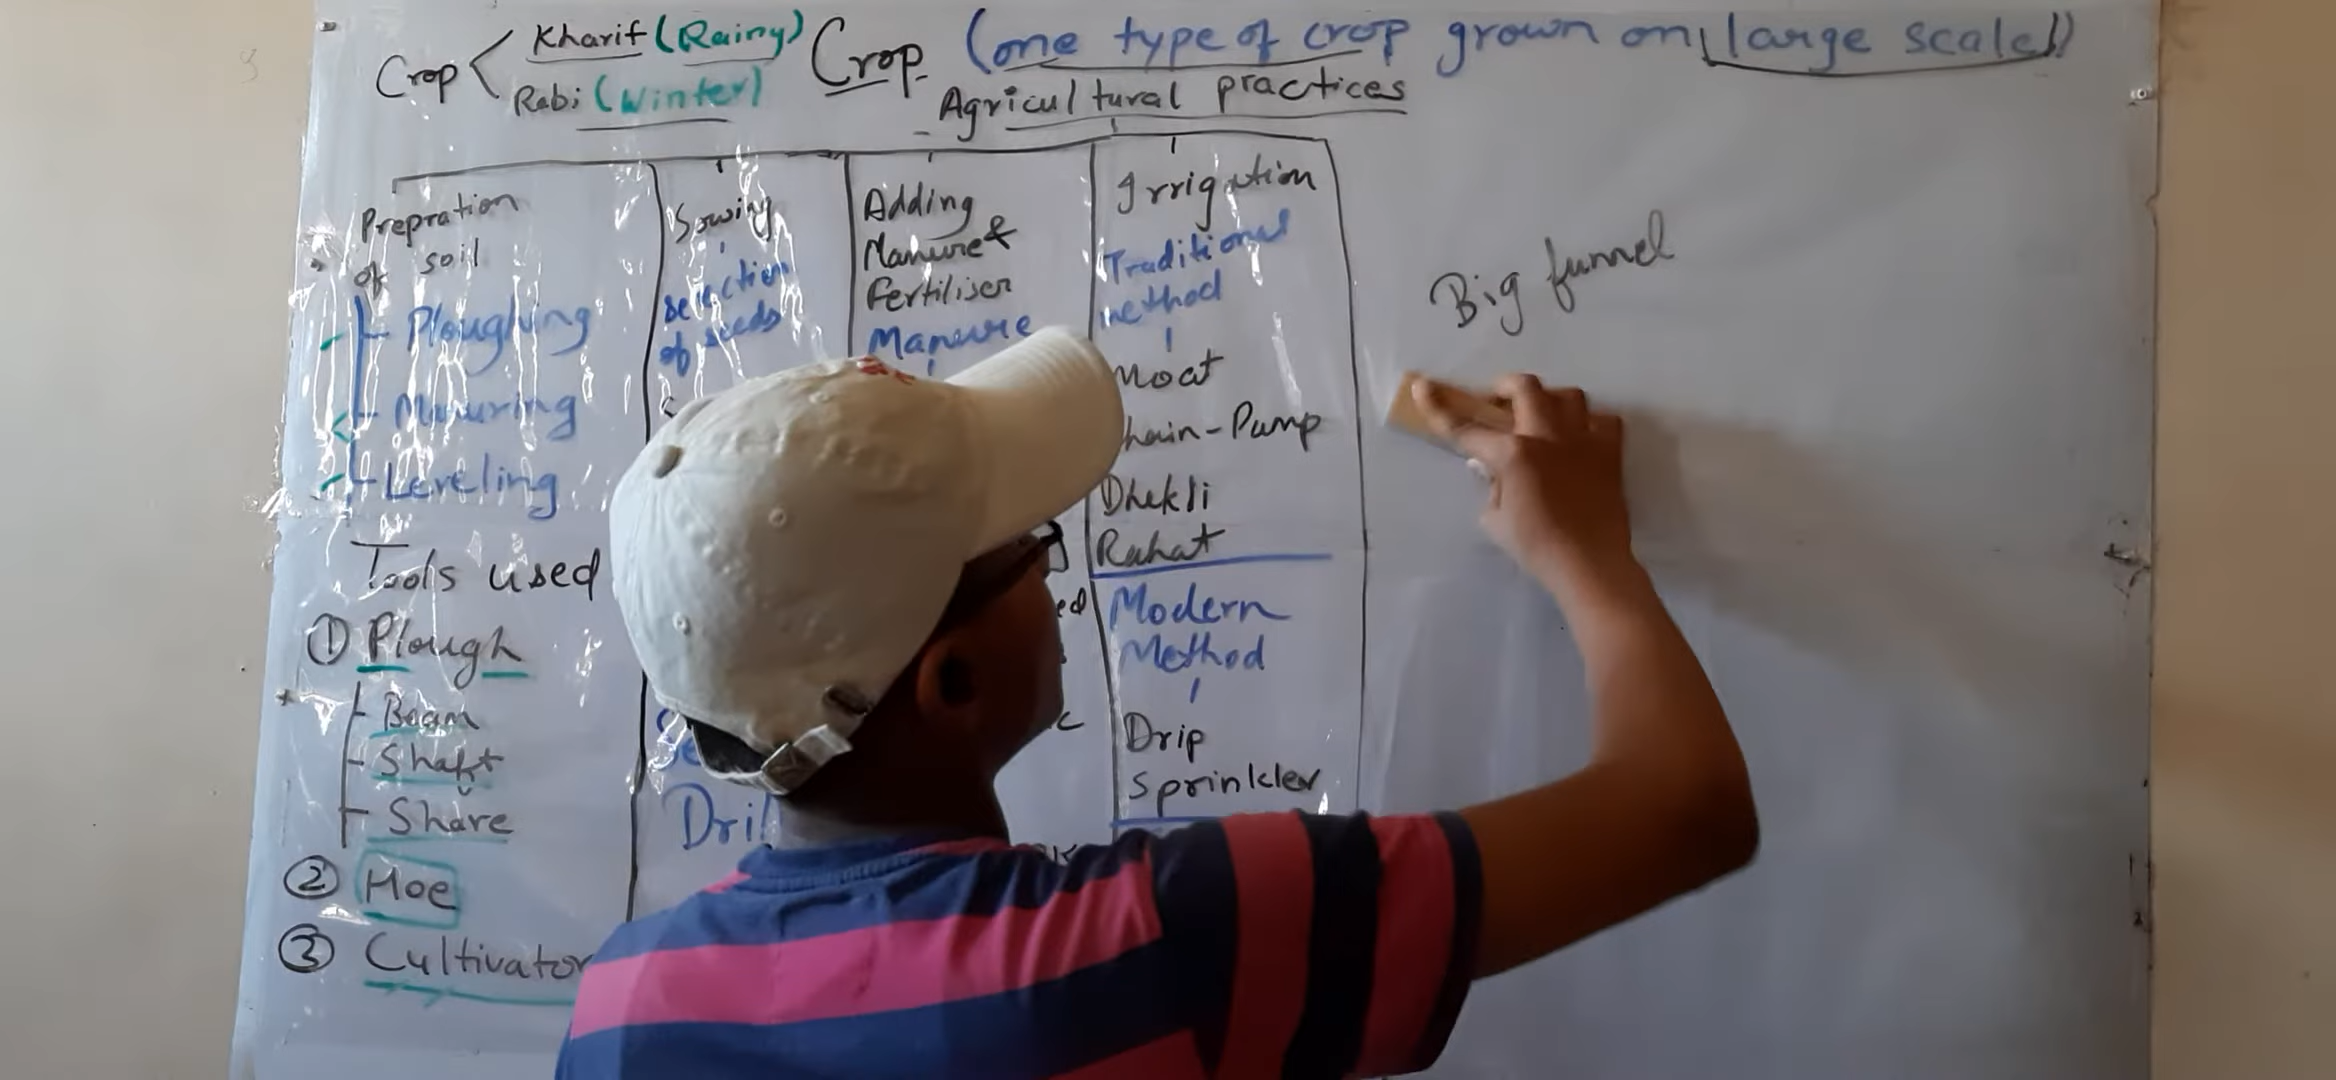 Crop < Kharif (Rainy)
Rabi (Winter)
Crop (one type of crop grown on large scale)
Agricultural practices
Prepration
of soil
Ploughing
Manuring
Leveling
Tools used
① Plough
Beam
Shaft
Share
② Hoe
③ Cultivator
Sowing
selection
of seeds
Adding
Manure &
Fertiliser
Manure
Irrigation
Traditional
method
Moat
hain-Pump
Dhekli
Rahat
Modern
Method
Drip
Sprinkler
Big funnel